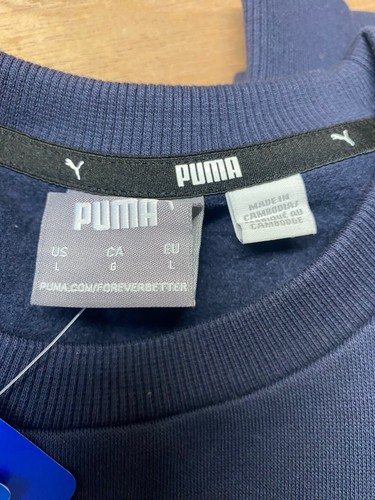 PUMA
PUMA
US CA EU
L G L
PUMA.COM/FOREVERBETTER
MADE IN
CAMBODIA/
FABRIQUÉ AU
CAMBODGE